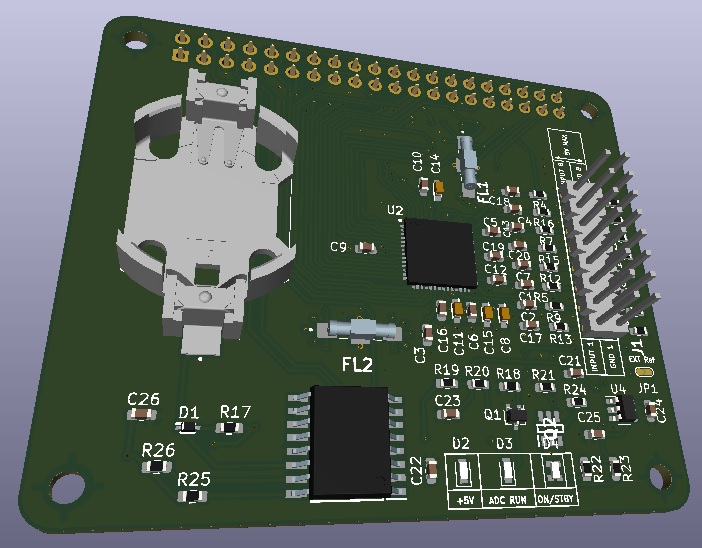 5V MAX
C10
C14
FL1
U2
C18
R4
C5
C4
R16
C9
C19
C20
R7
R15
C12
C7
R12
C1
R5
C16
C11
C6
C15
C8
C2
R9
C17
R13
C3
INPUT 1
GND 1
J1
EXT Ref
FL2
R19
R20
R18
R21
C21
R24
U4
JP1
C26
D1
R17
C23
Q1
C25
C24
R26
D2
D3
C22
R22
R23
R25
+5V
ADC RUN
ON/STBY